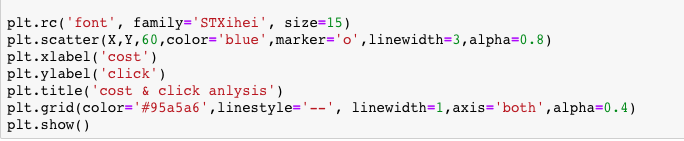 plt.rc('font', family='STXihei', size=15)
plt.scatter(X,Y,60,color='blue',marker='o',linewidth=3,alpha=0.8)
plt.xlabel('cost')
plt.ylabel('click')
plt.title('cost & click anlysis')
plt.grid(color='#95a5a6',linestyle='--', linewidth=1,axis='both',alpha=0.4)
plt.show()